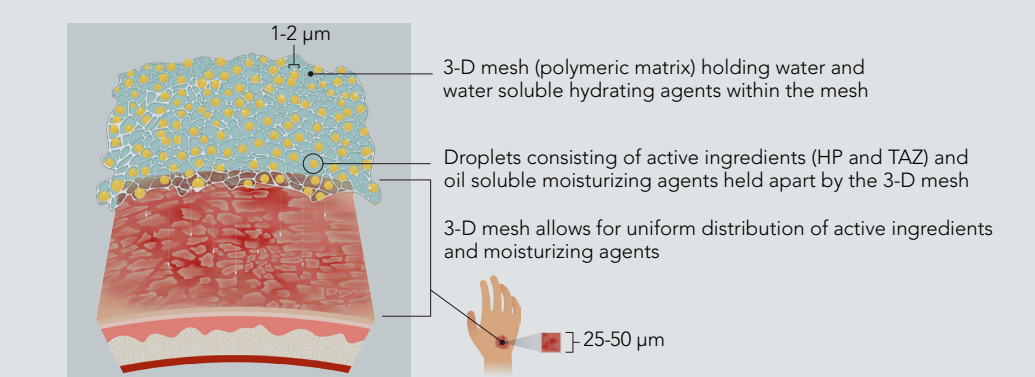 1-2 µm
3-D mesh (polymeric matrix) holding water and
water soluble hydrating agents within the mesh
Droplets consisting of active ingredients (HP and TAZ) and
oil soluble moisturizing agents held apart by the 3-D mesh
3-D mesh allows for uniform distribution of active ingredients
and moisturizing agents
25-50 µm